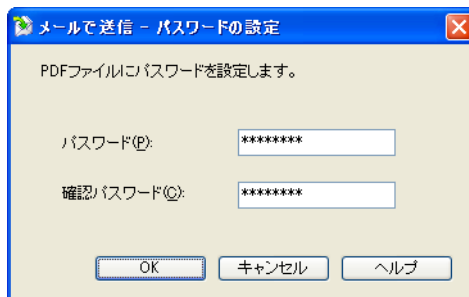 メールで送信 - パスワードの設定
PDFファイルにパスワードを設定します。
パスワード(P): ********
確認パスワード(C): ********
OK キャンセル ヘルプ